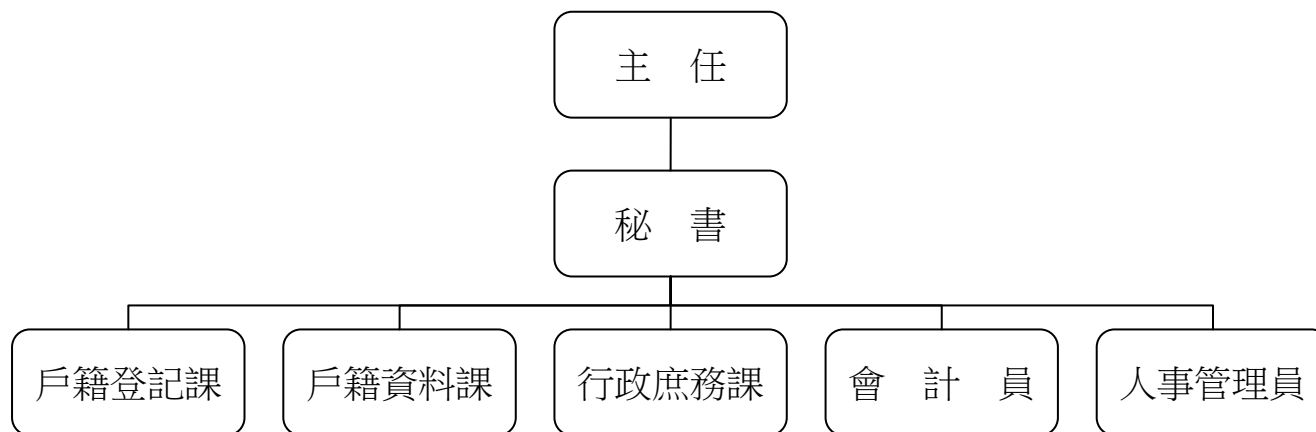 主　任
秘　書
戶籍登記課
戶籍資料課
行政庶務課
會　計　員
人事管理員